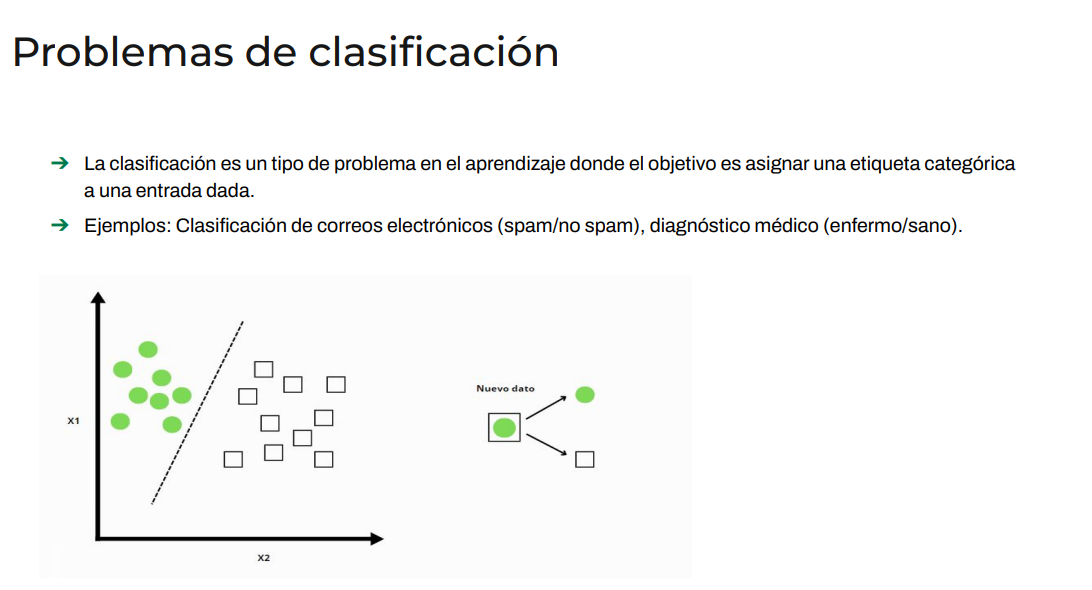 Problemas de clasificación
➔ La clasificación es un tipo de problema en el aprendizaje donde el objetivo es asignar una etiqueta categórica
a una entrada dada.
➔ Ejemplos: Clasificación de correos electrónicos (spam/no spam), diagnóstico médico (enfermo/sano).
Nuevo dato
X1
X2